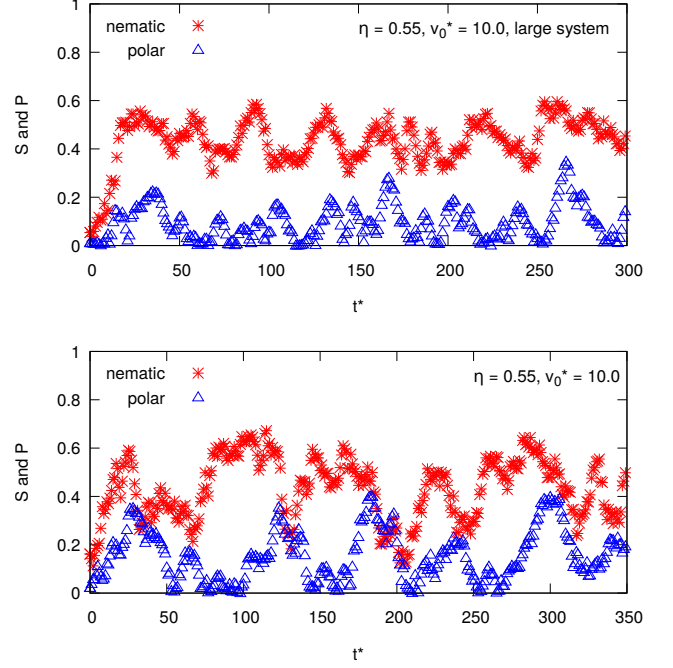 1
nematic
η = 0.55, v₀* = 10.0, large system
polar
0.8
0.6
S and P
0.4
0.2
0
0 50 100 150 200 250 300
t*
1
nematic
η = 0.55, v₀* = 10.0
polar
0.8
0.6
S and P
0.4
0.2
0
0 50 100 150 200 250 300 350
t*